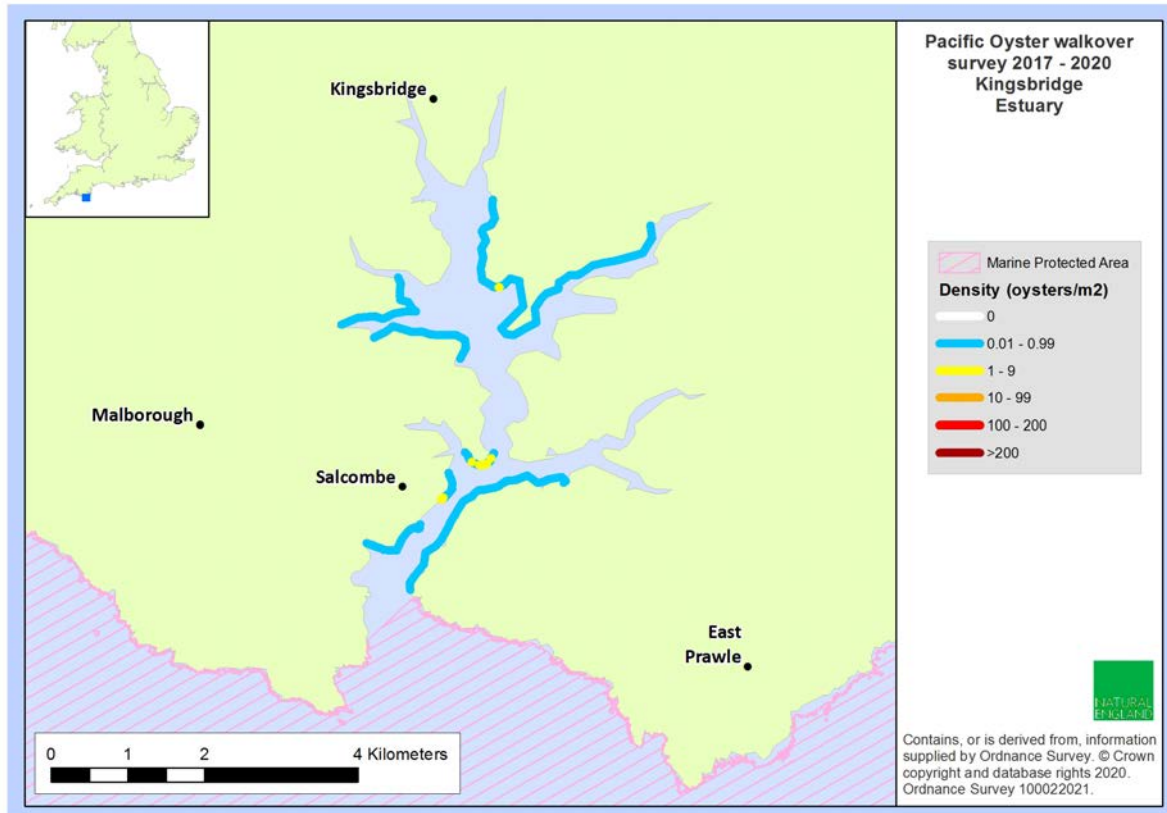 Pacific Oyster walkover
survey 2017 - 2020
Kingsbridge
Estuary
Kingsbridge
Malborough
Salcombe
East
Prawle
Marine Protected Area
Density (oysters/m2)
0
0.01 - 0.99
1 - 9
10 - 99
100 - 200
>200
0 1 2 4 Kilometers
NATURAL
ENGLAND
Contains, or is derived from, information
supplied by Ordnance Survey. © Crown
copyright and database rights 2020.
Ordnance Survey 100022021.